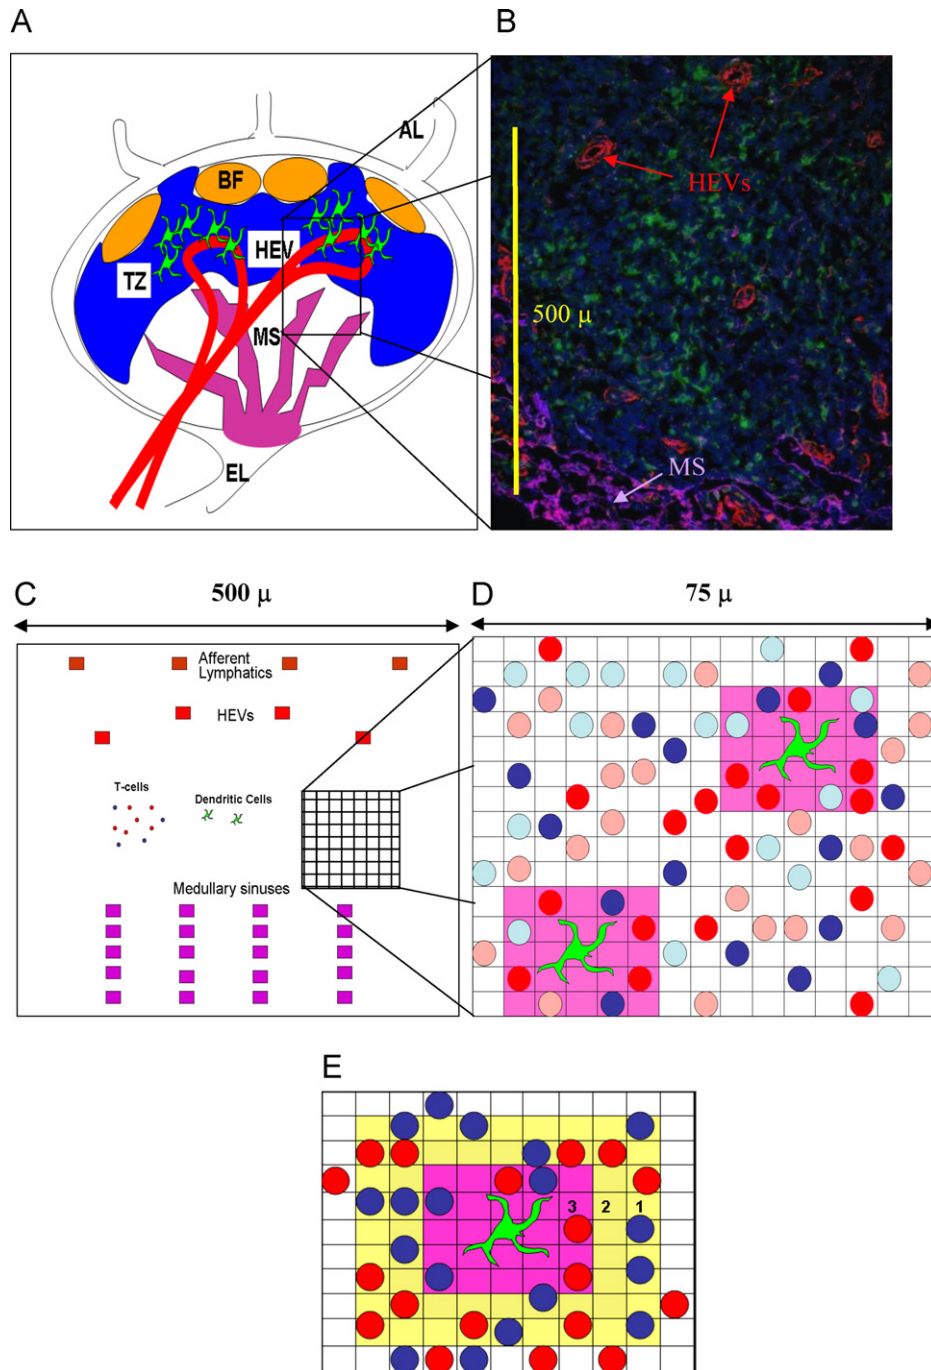 A
B
AL
BF
HEV
TZ
MS
EL
HEVs
500 μ
MS
C
500 μ
D
75 μ
Afferent
Lymphatics
HEVs
T-cells
Dendritic Cells
Medullary sinuses
E
3 2 1